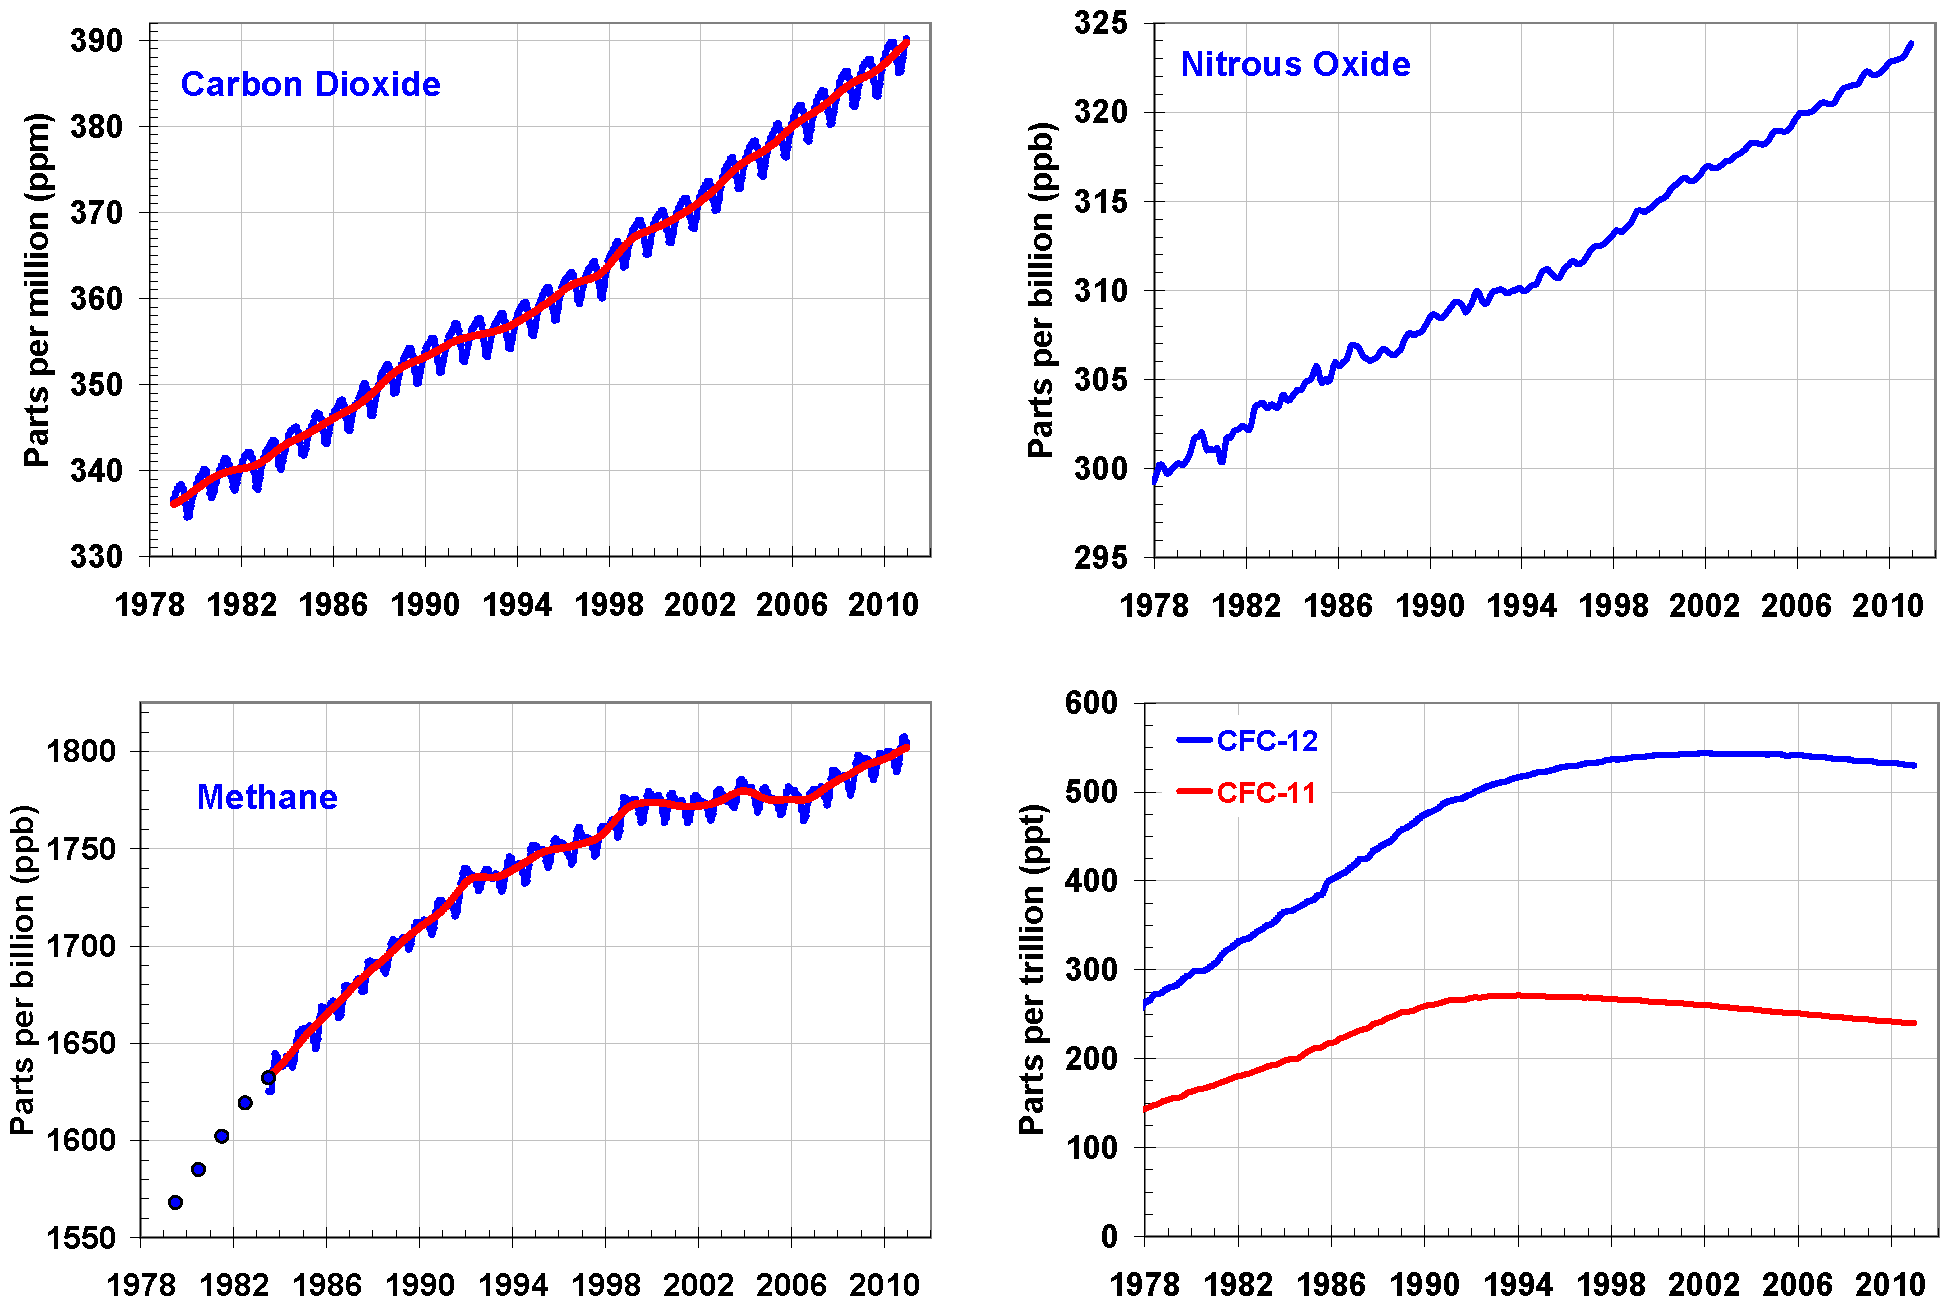 Carbon Dioxide
Parts per million (ppm)
390
380
370
360
350
340
330
1978 1982 1986 1990 1994 1998 2002 2006 2010
Nitrous Oxide
Parts per billion (ppb)
325
320
315
310
305
300
295
1978 1982 1986 1990 1994 1998 2002 2006 2010
Methane
Parts per billion (ppb)
1800
1750
1700
1650
1600
1550
1978 1982 1986 1990 1994 1998 2002 2006 2010
CFC-12
CFC-11
Parts per trillion (ppt)
600
500
400
300
200
100
0
1978 1982 1986 1990 1994 1998 2002 2006 2010